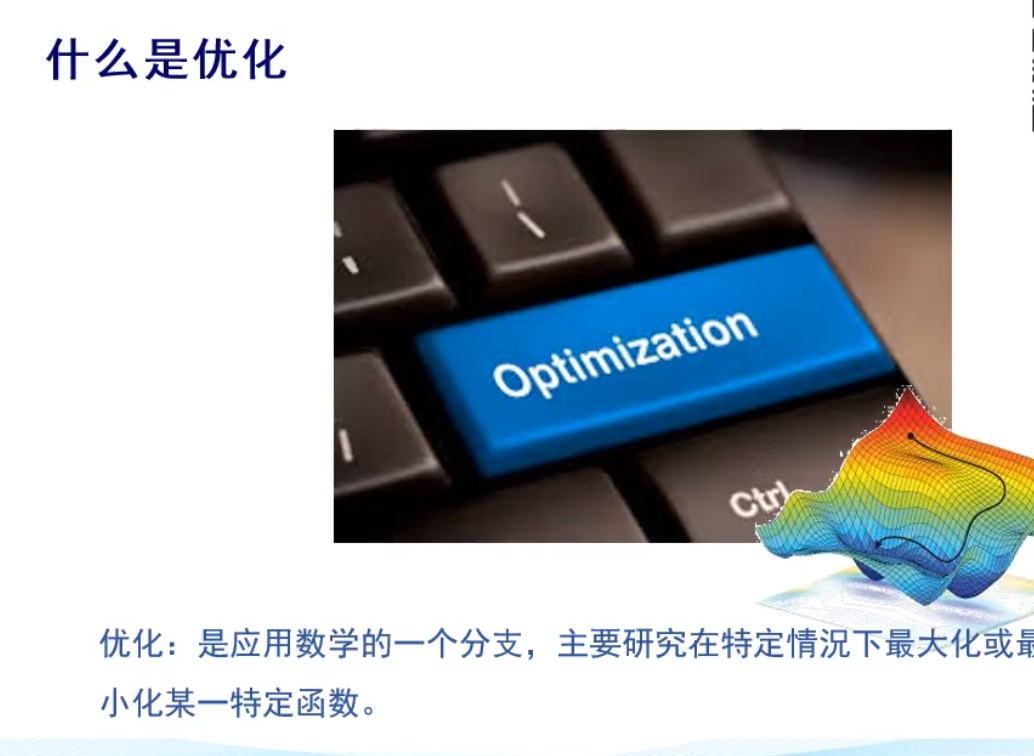 什么是优化
Optimization
Ctrl
优化：是应用数学的一个分支，主要研究在特定情況下最大化或最
小化某一特定函数。